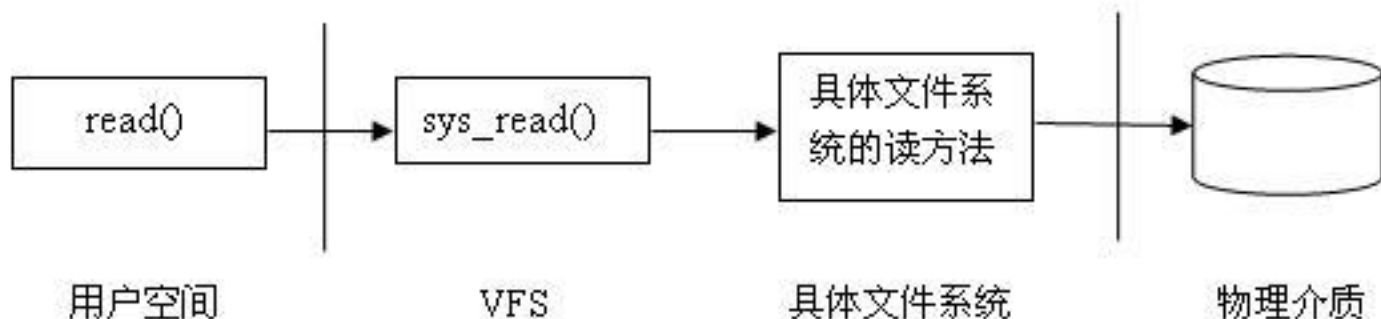 read()
sys_read()
具体文件系
统的读方法
用户空间
VFS
具体文件系统
物理介质